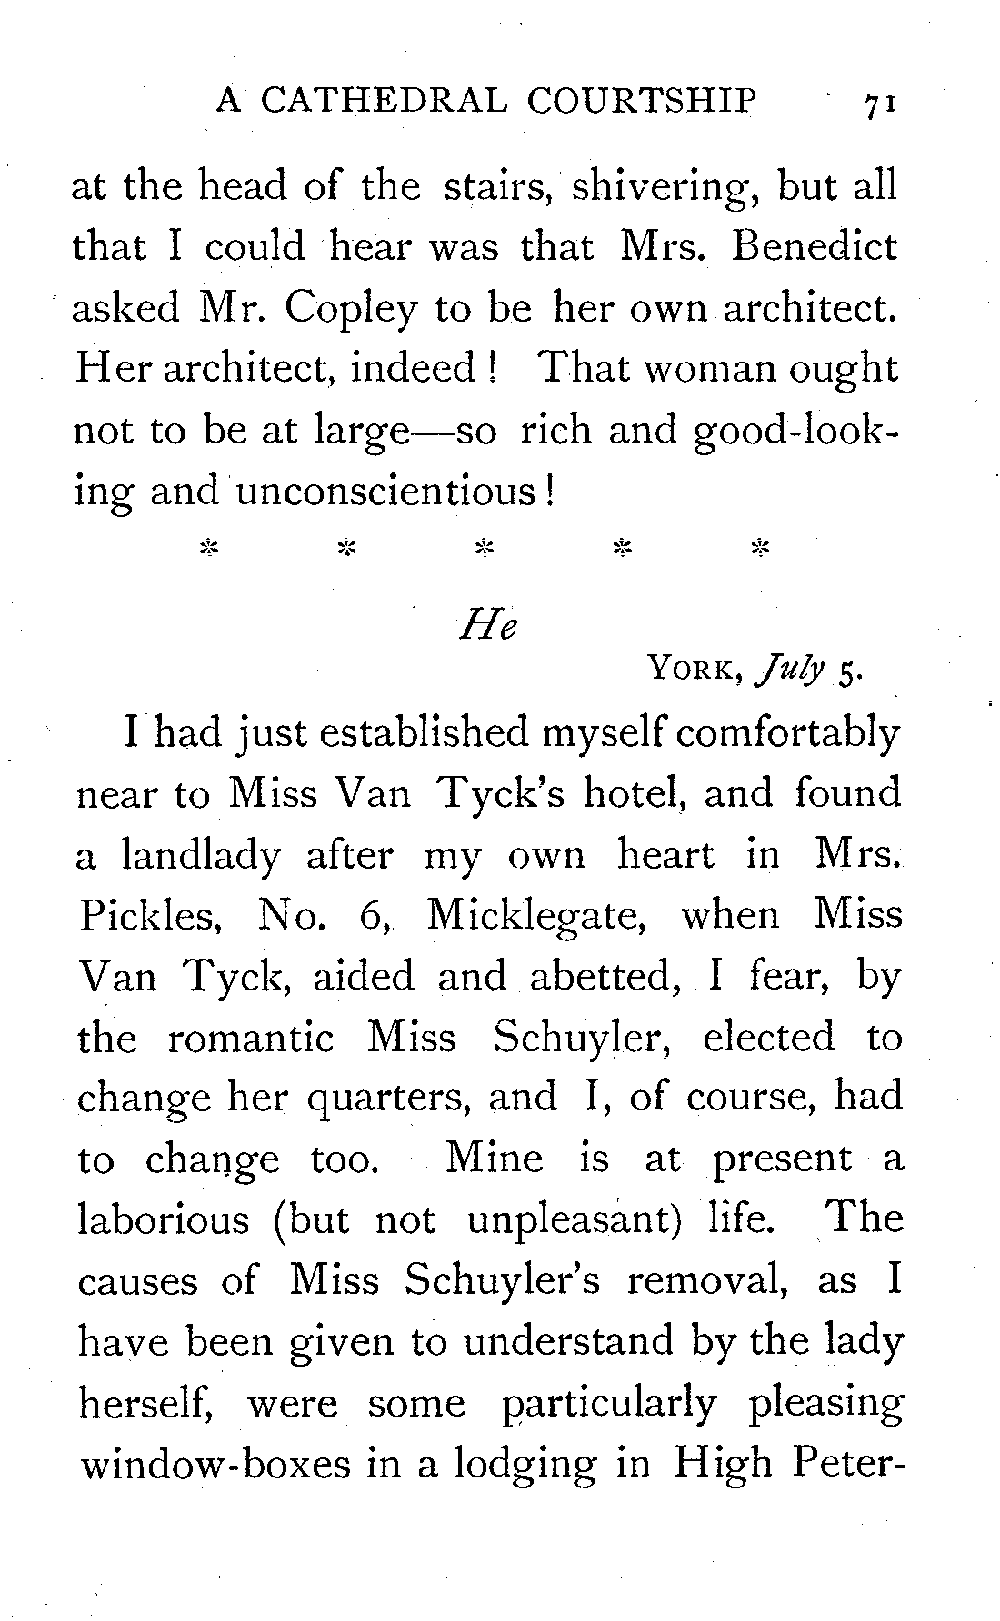 A CATHEDRAL COURTSHIP 71
at the head of the stairs, shivering, but all
that I could hear was that Mrs. Benedict
asked Mr. Copley to be her own architect.
Her architect, indeed! That woman ought
not to be at large—so rich and good-look-
ing and unconscientious!
* * * * *
He
YORK, July 5.
I had just established myself comfortably
near to Miss Van Tyck's hotel, and found
a landlady after my own heart in Mrs.
Pickles, No. 6, Micklegate, when Miss
Van Tyck, aided and abetted, I fear, by
the romantic Miss Schuyler, elected to
change her quarters, and I, of course, had
to change too. Mine is at present a
laborious (but not unpleasant) life. The
causes of Miss Schuyler's removal, as I
have been given to understand by the lady
herself, were some particularly pleasing
window-boxes in a lodging in High Peter-